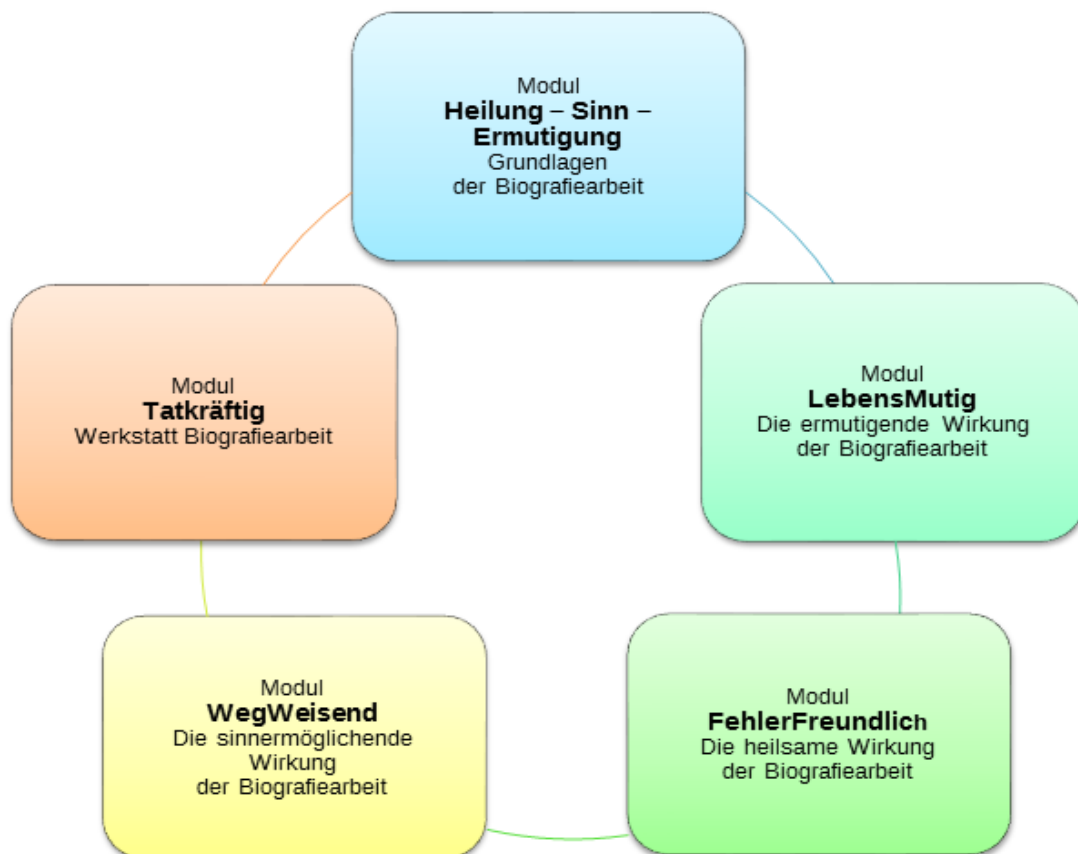 Modul
Heilung – Sinn –
Ermutigung
Grundlagen
der Biografiearbeit
Modul
LebensMutig
Die ermutigende Wirkung
der Biografiearbeit
Modul
FehlerFreundlich
Die heilsame Wirkung
der Biografiearbeit
Modul
WegWeisend
Die sinnermöglichende
Wirkung
der Biografiearbeit
Modul
Tatkräftig
Werkstatt Biografiearbeit